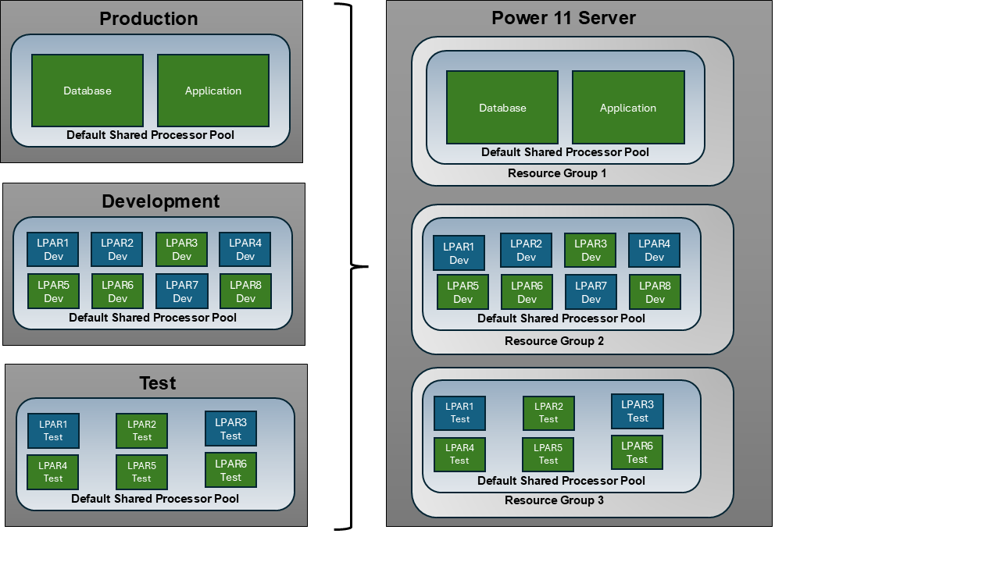 Production
Database
Application
Default Shared Processor Pool
Development
LPAR1
Dev
LPAR2
Dev
LPAR3
Dev
LPAR4
Dev
LPAR5
Dev
LPAR6
Dev
LPAR7
Dev
LPAR8
Dev
Default Shared Processor Pool
Test
LPAR1
Test
LPAR2
Test
LPAR3
Test
LPAR4
Test
LPAR5
Test
LPAR6
Test
Default Shared Processor Pool
Power 11 Server
Database
Application
Default Shared Processor Pool
Resource Group 1
LPAR1
Dev
LPAR2
Dev
LPAR3
Dev
LPAR4
Dev
LPAR5
Dev
LPAR6
Dev
LPAR7
Dev
LPAR8
Dev
Default Shared Processor Pool
Resource Group 2
LPAR1
Test
LPAR2
Test
LPAR3
Test
LPAR4
Test
LPAR5
Test
LPAR6
Test
Default Shared Processor Pool
Resource Group 3